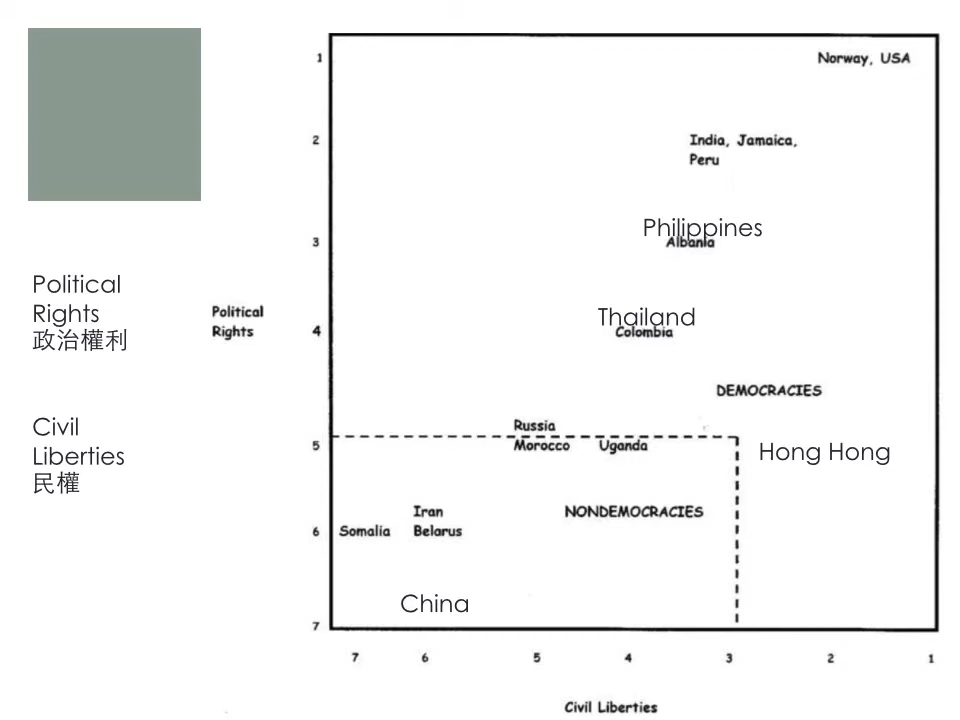 Political
Rights
政治權利
Civil
Liberties
民權
Political
Rights
1
Norway, USA
2
India, Jamaica,
Peru
3
Philippines
Albania
4
Thailand
Colombia
DEMOCRACIES
Russia
5
Morocco
Uganda
Hong Hong
NONDEMOCRACIES
6
Somalia
Iran
Belarus
China
7
7 6 5 4 3 2 1
Civil Liberties